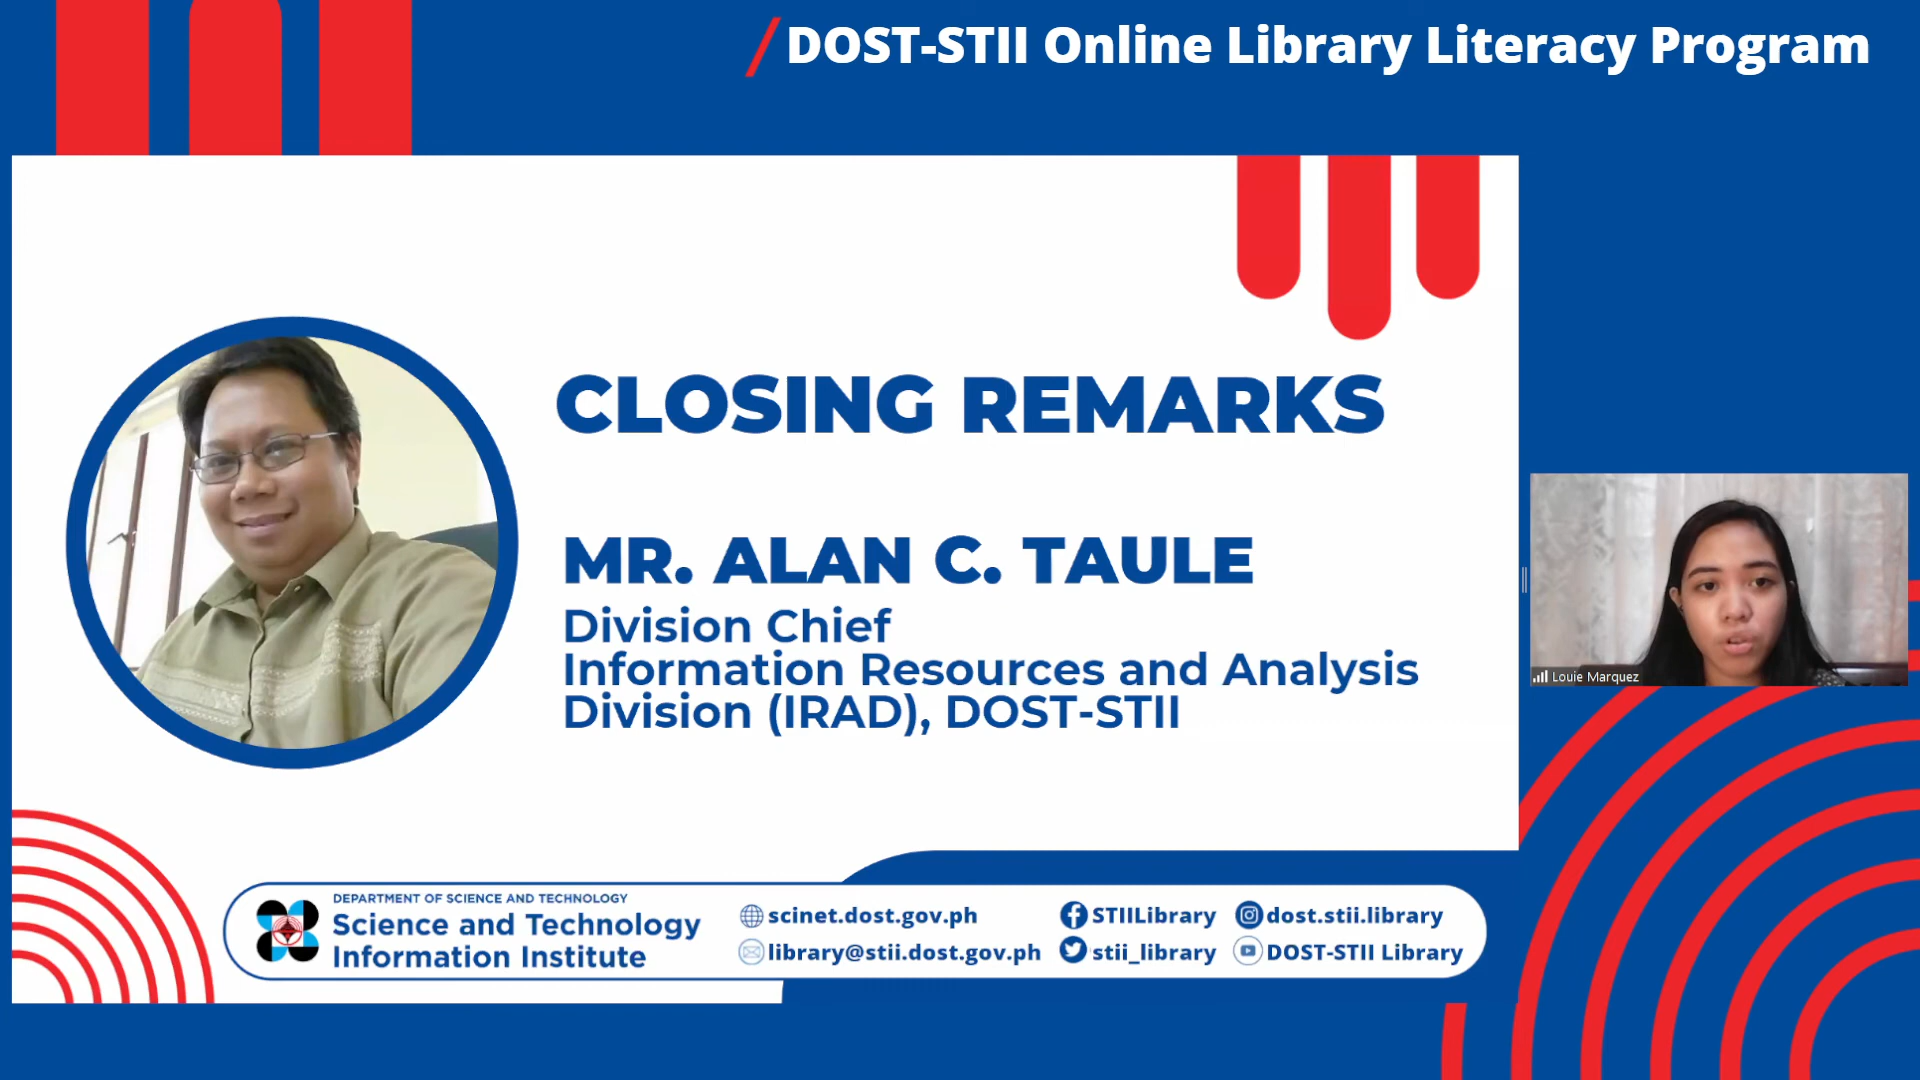 DOST-STII Online Library Literacy Program
CLOSING REMARKS
MR. ALAN C. TAULE
Division Chief
Information Resources and Analysis
Division (IRAD), DOST-STII
Louie Marquez
DEPARTMENT OF SCIENCE AND TECHNOLOGY
Science and Technology
Information Institute
scinet.dost.gov.ph
library@stii.dost.gov.ph
STIILibrary
stii_library
dost.stii.library
DOST-STII Library